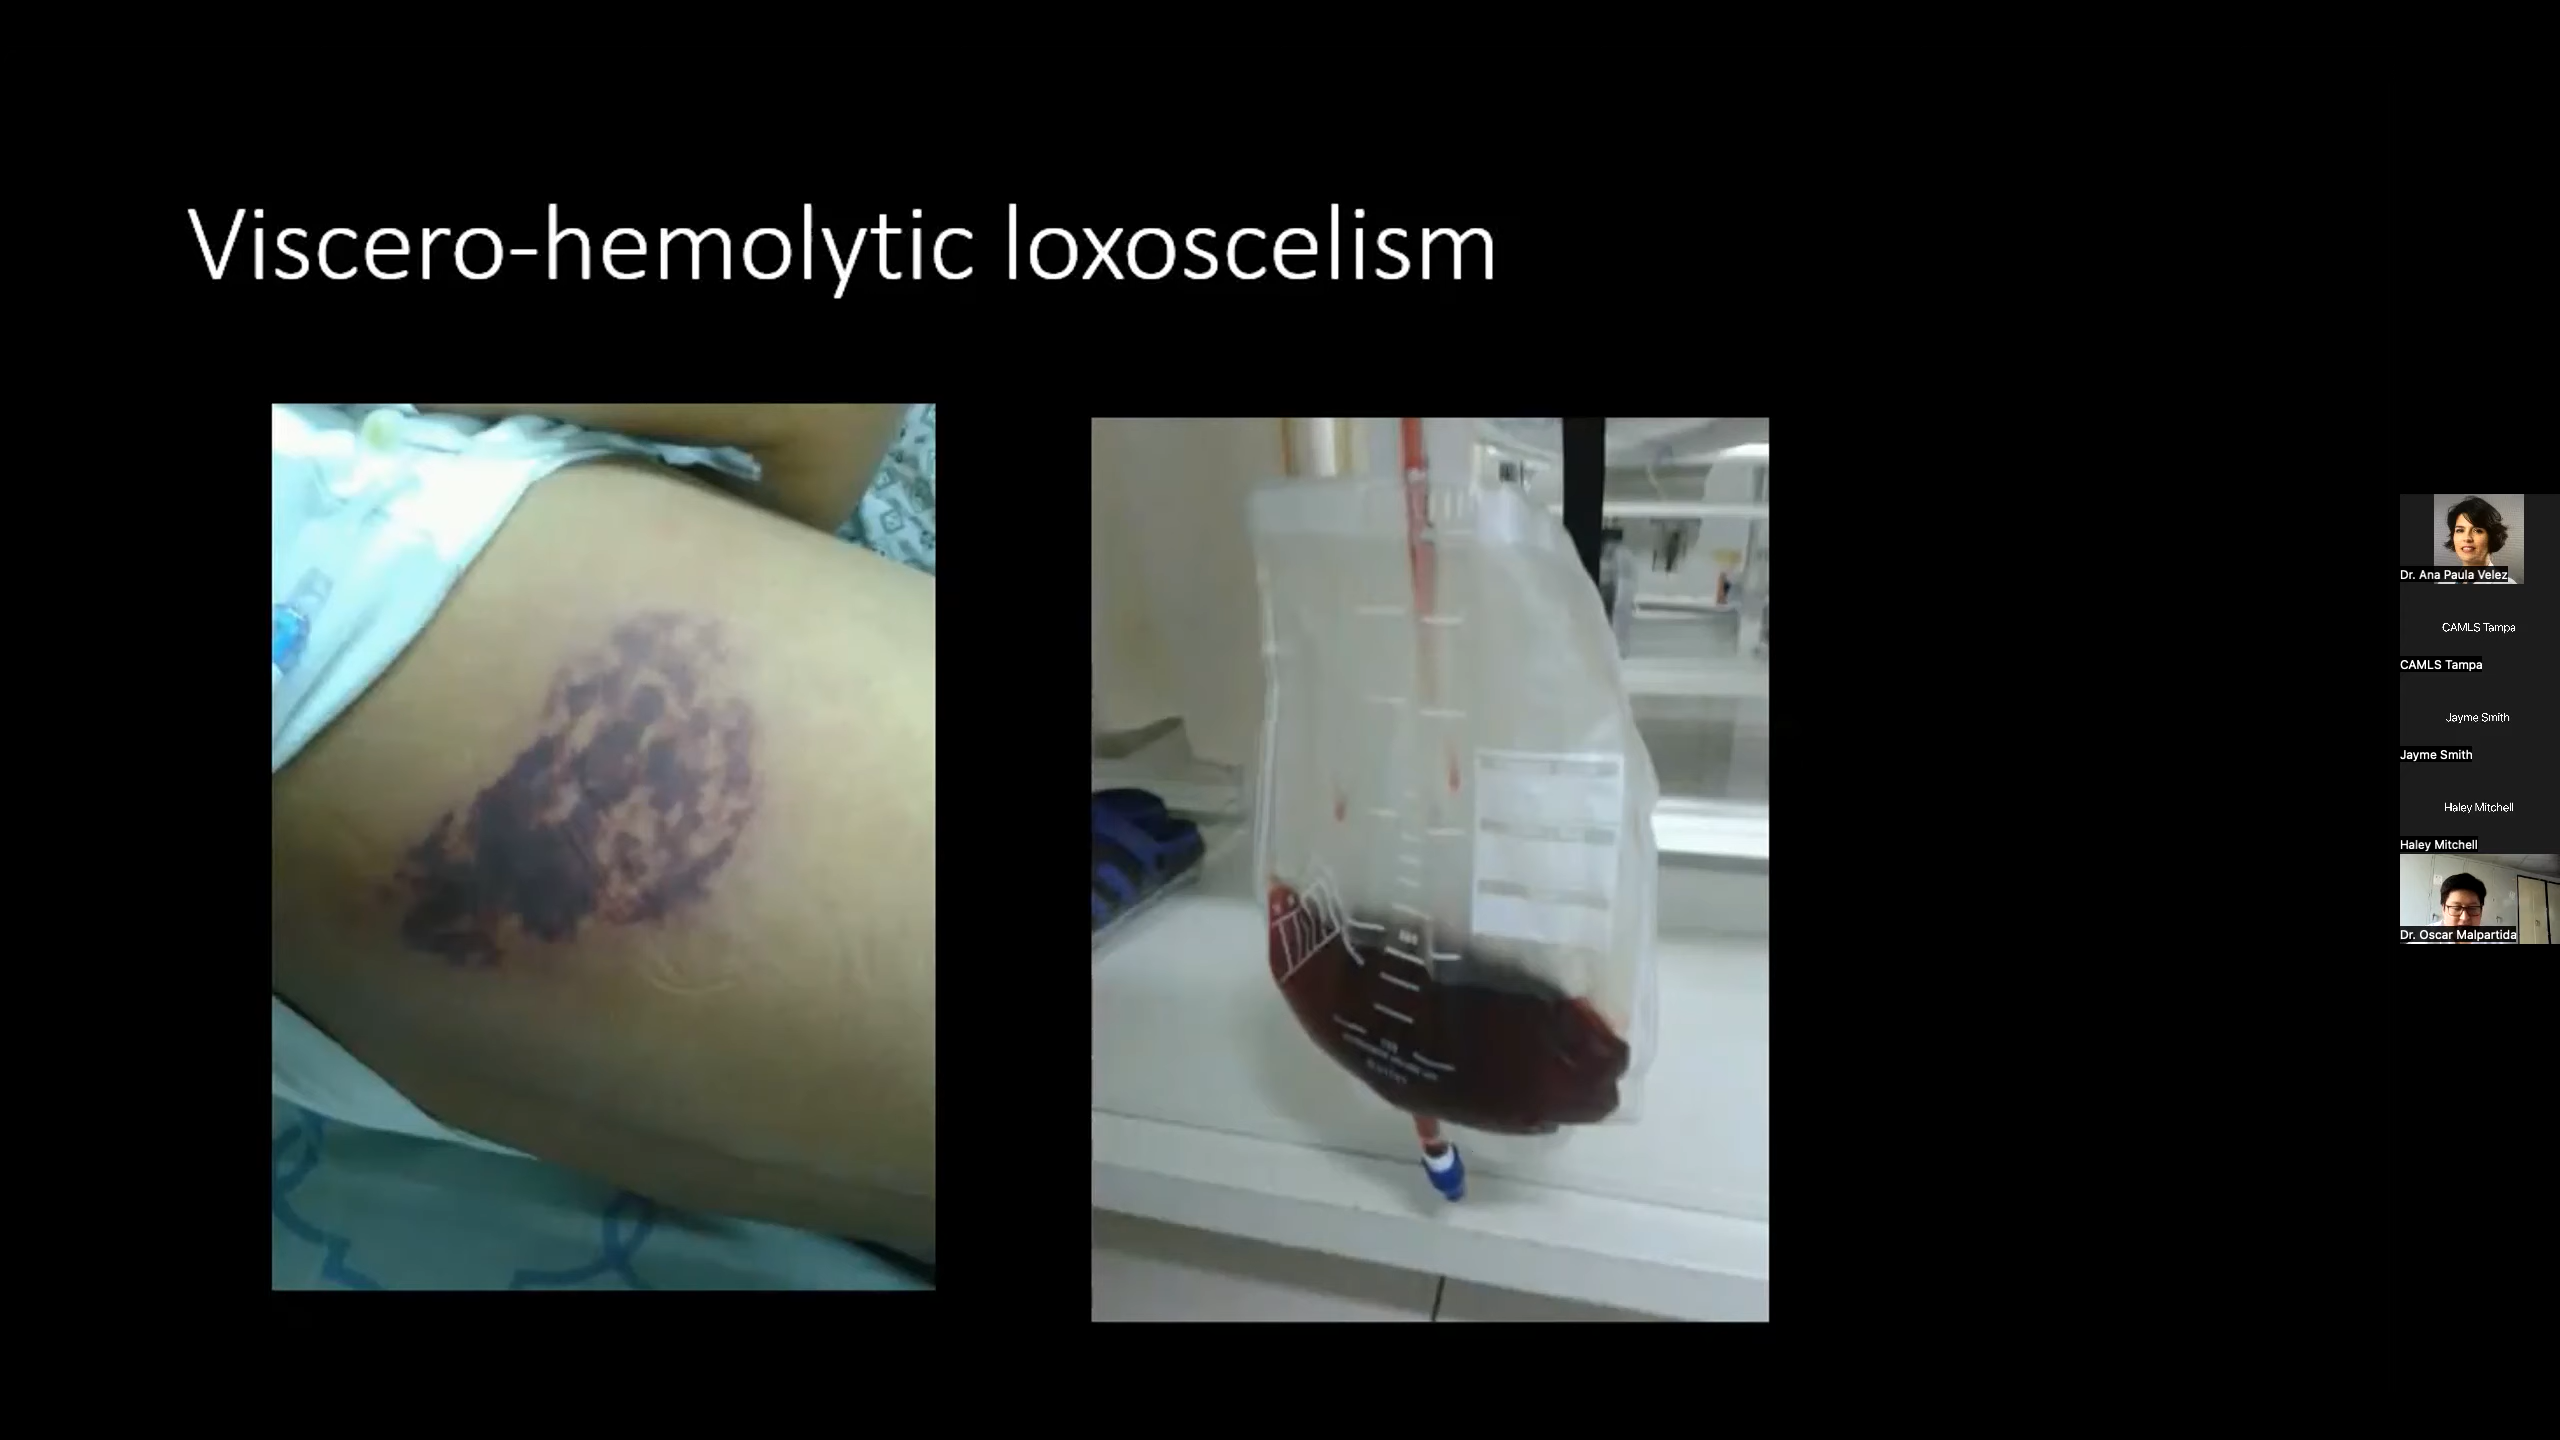 Viscero-hemolytic loxoscelism
Dr. Ana Paula Velez
CAMLS Tampa
CAMLS Tampa
Jayme Smith
Jayme Smith
Haley Mitchell
Haley Mitchell
Dr. Oscar Malpartida